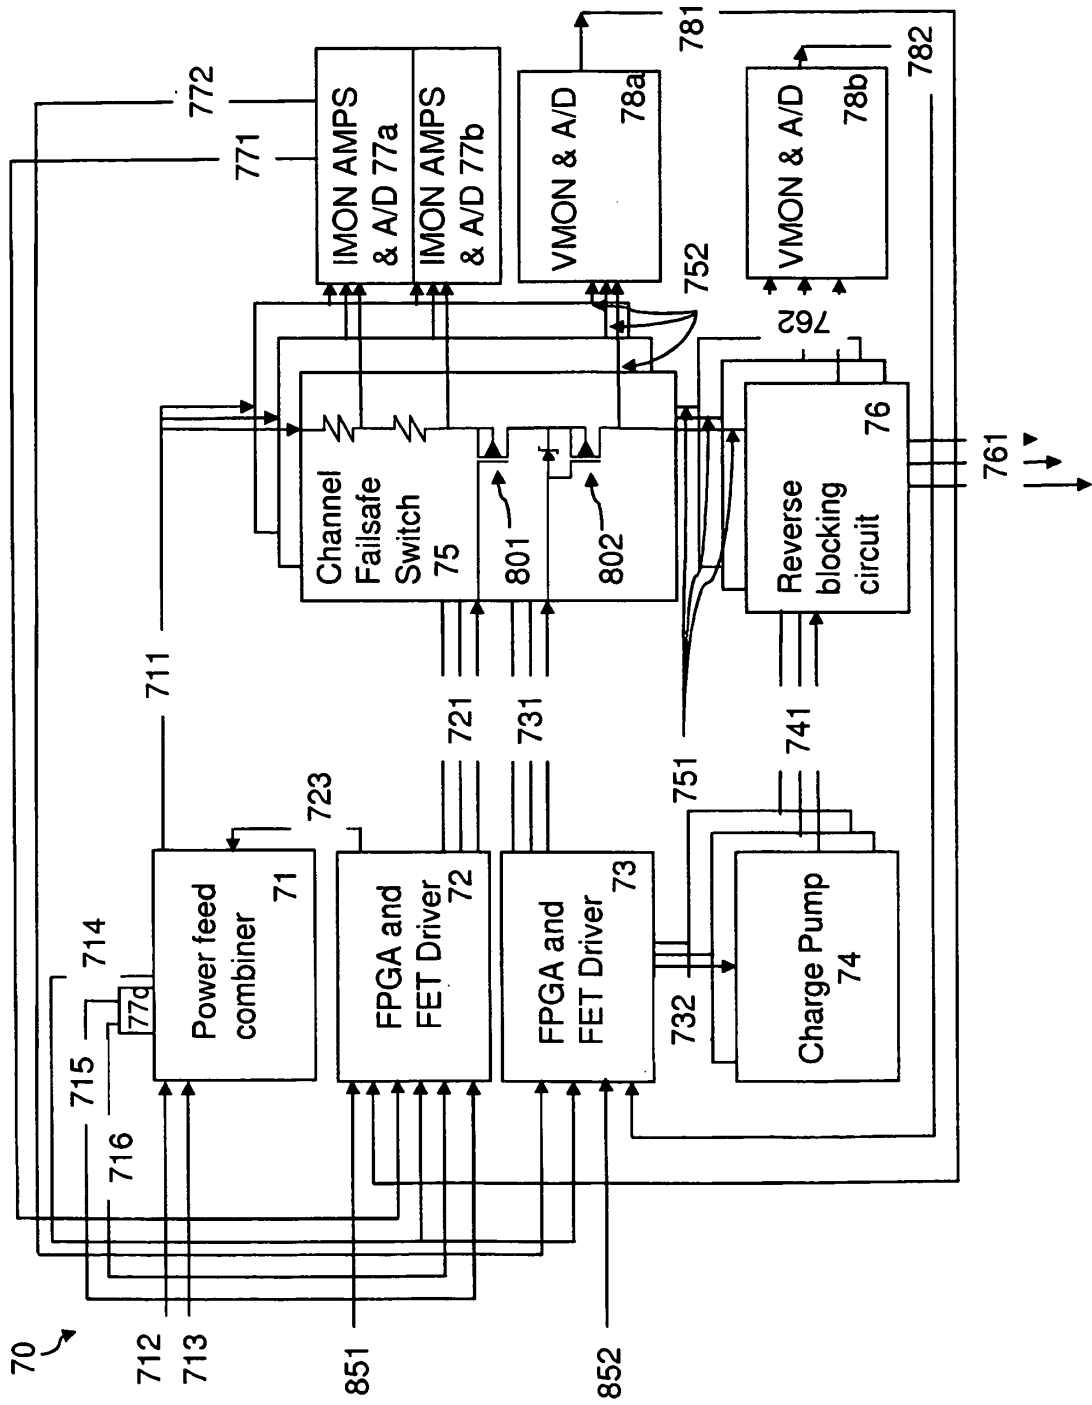 70
712
713
715
716
714
77c
Power feed
combiner
71
711
723
771
772
IMON AMPS
& A/D 77a
IMON AMPS
& A/D 77b
851
FPGA and
FET Driver
72
721
Channel
Failsafe
Switch
75
801
802
731
852
FPGA and
FET Driver
73
732
751
752
VMON & A/D
78a
781
Charge Pump
74
741
Reverse
blocking
circuit
76
761
762
VMON & A/D
78b
782